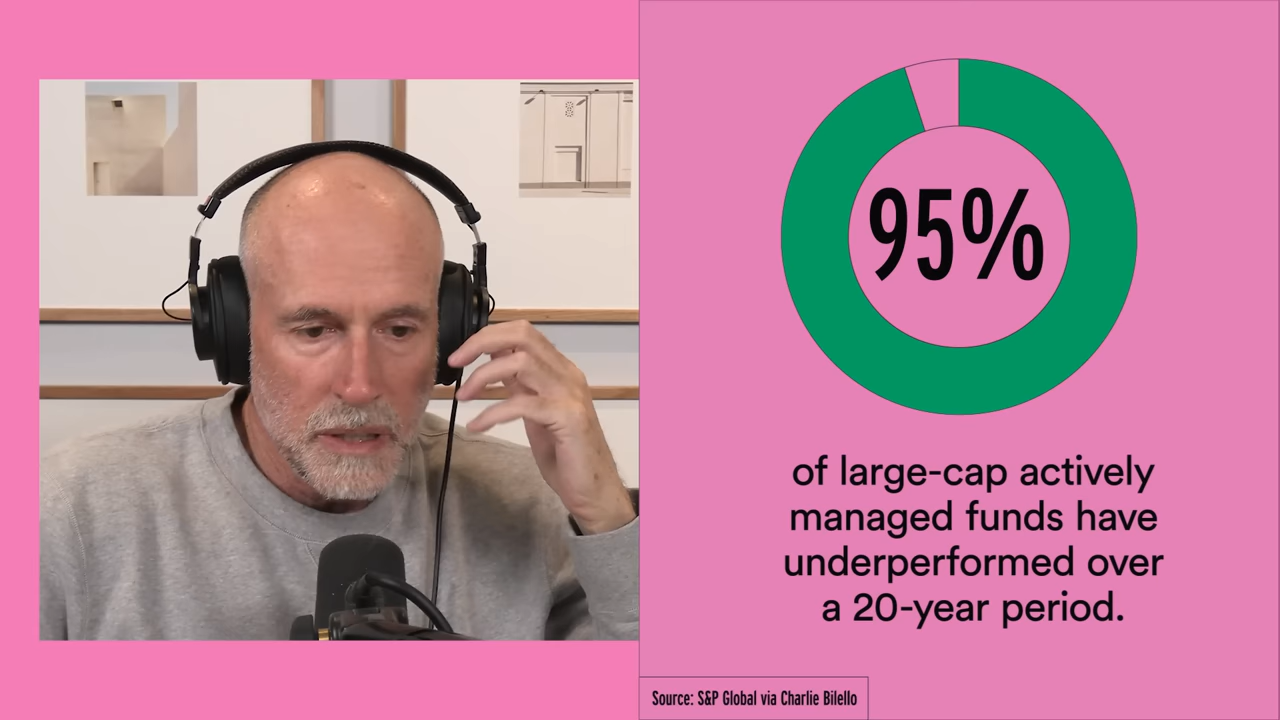 95%
of large-cap actively
managed funds have
underperformed over
a 20-year period.
Source: S&P Global via Charlie Bilello